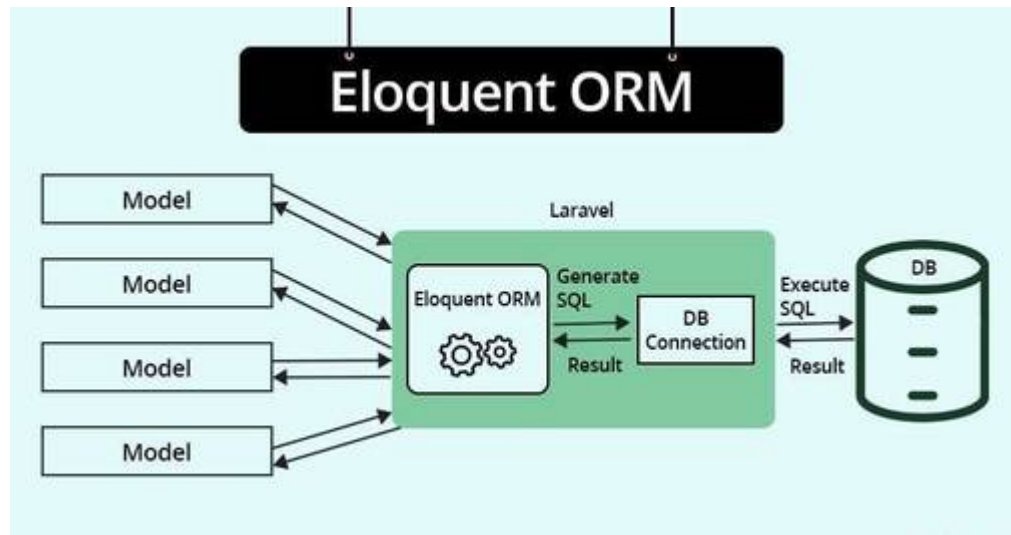 Eloquent ORM
Model
Model
Model
Model
Laravel
Eloquent ORM
Generate
SQL
Result
DB
Connection
Execute
SQL
Result
DB